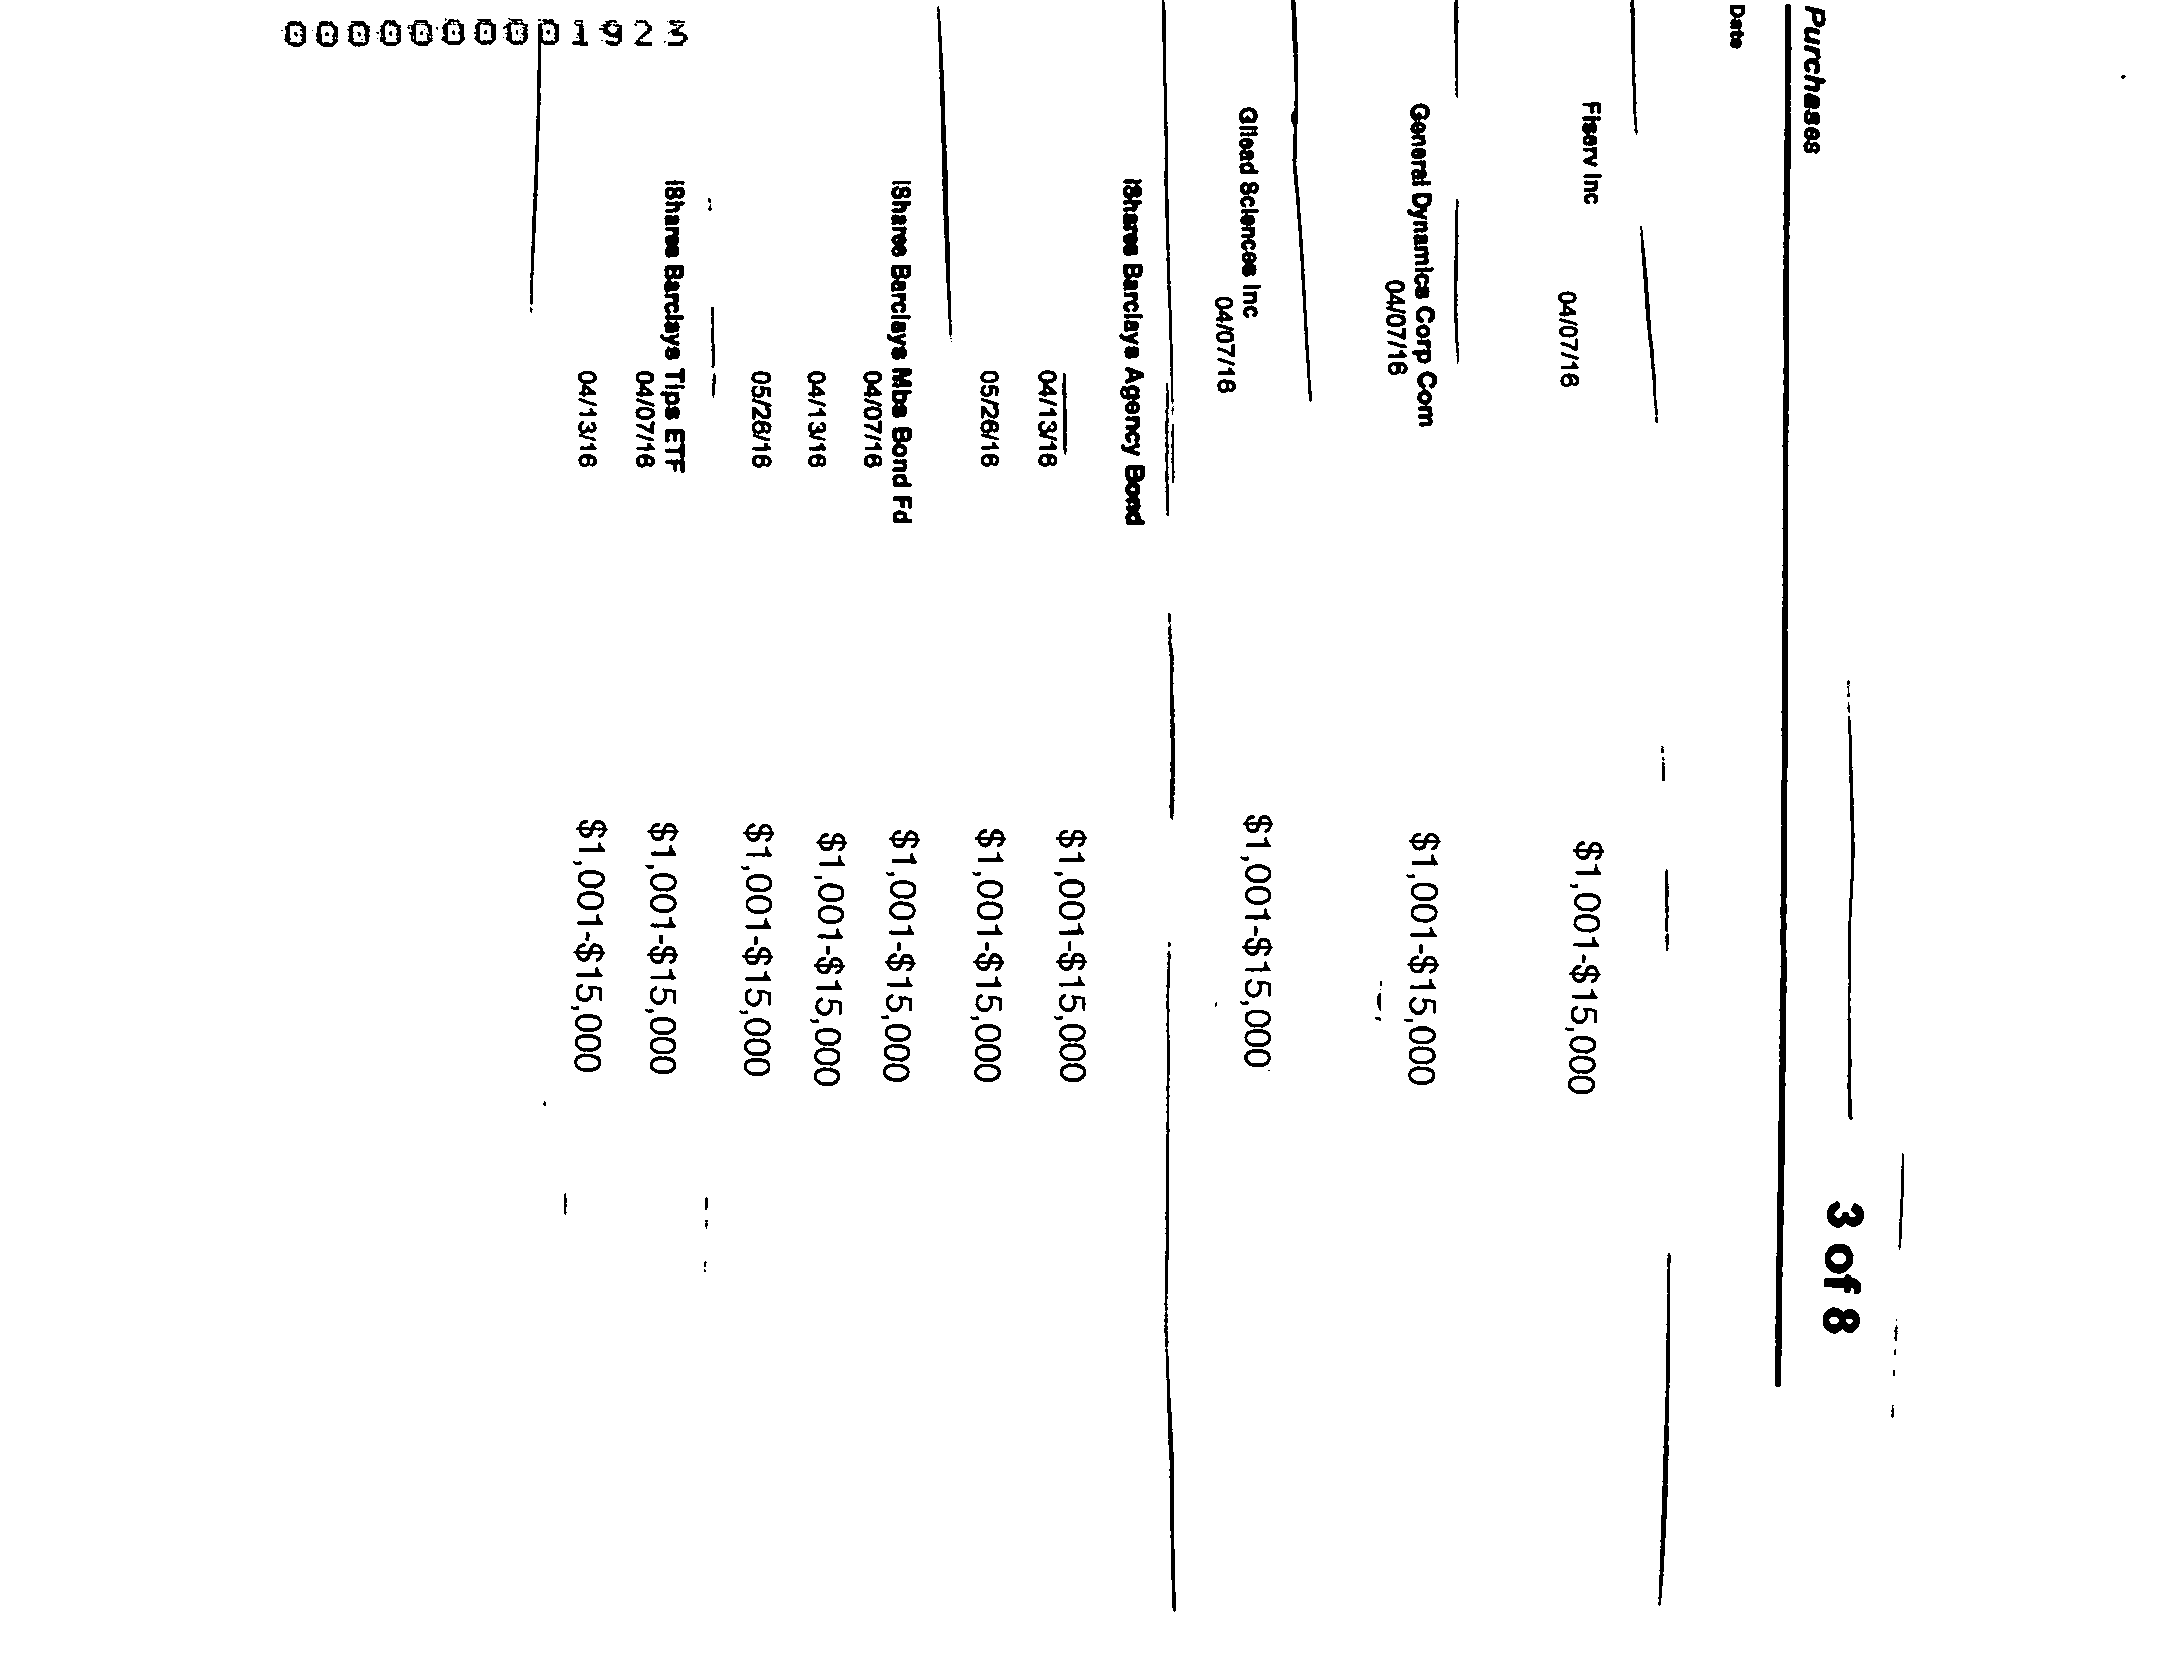 3 of 8
Purchases
Date
Fiserv Inc
04/07/16 $1,001-$15,000
General Dynamics Corp Com
04/07/16 $1,001-$15,000
Gilead Sciences Inc
04/07/16 $1,001-$15,000
iShares Barclays Agency Bond
04/13/16 $1,001-$15,000
05/26/16 $1,001-$15,000
iShares Barclays Mbs Bond Fd
04/07/16 $1,001-$15,000
04/13/16 $1,001-$15,000
05/26/16 $1,001-$15,000
iShares Barclays Tips ETF
04/07/16 $1,001-$15,000
04/13/16 $1,001-$15,000
0000000001923